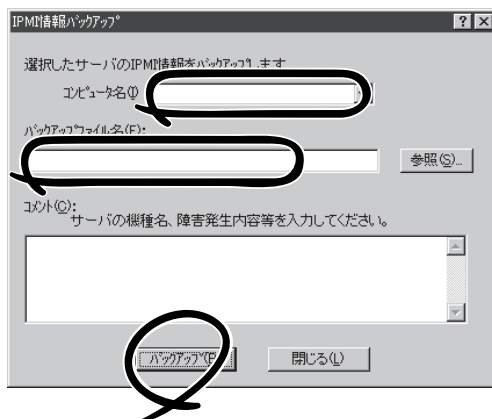 IPMI情報ﾊﾞｯｸｱｯﾌﾟ
選択したサーバのIPMI情報をﾊﾞｯｸｱｯﾌﾟします
ｺﾝﾋﾟｭｰﾀ名(I)
ﾊﾞｯｸｱｯﾌﾟﾌｧｲﾙ名(F):
参照(S)...
ｺﾒﾝﾄ(C):
サーバの機種名、障害発生内容等を入力してください。
ﾊﾞｯｸｱｯﾌﾟ(P)
閉じる(L)